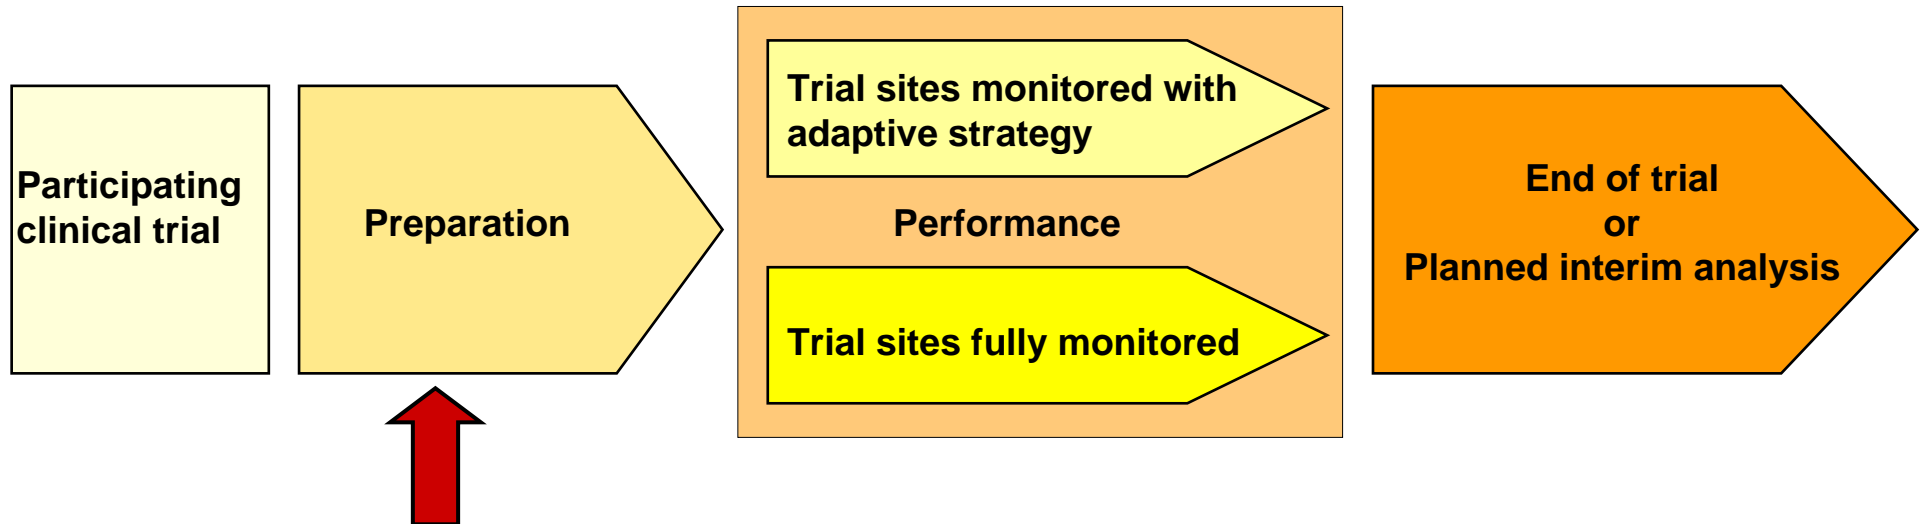 Participating
clinical trial
Preparation
Trial sites monitored with
adaptive strategy
Performance
Trial sites fully monitored
End of trial
or
Planned interim analysis